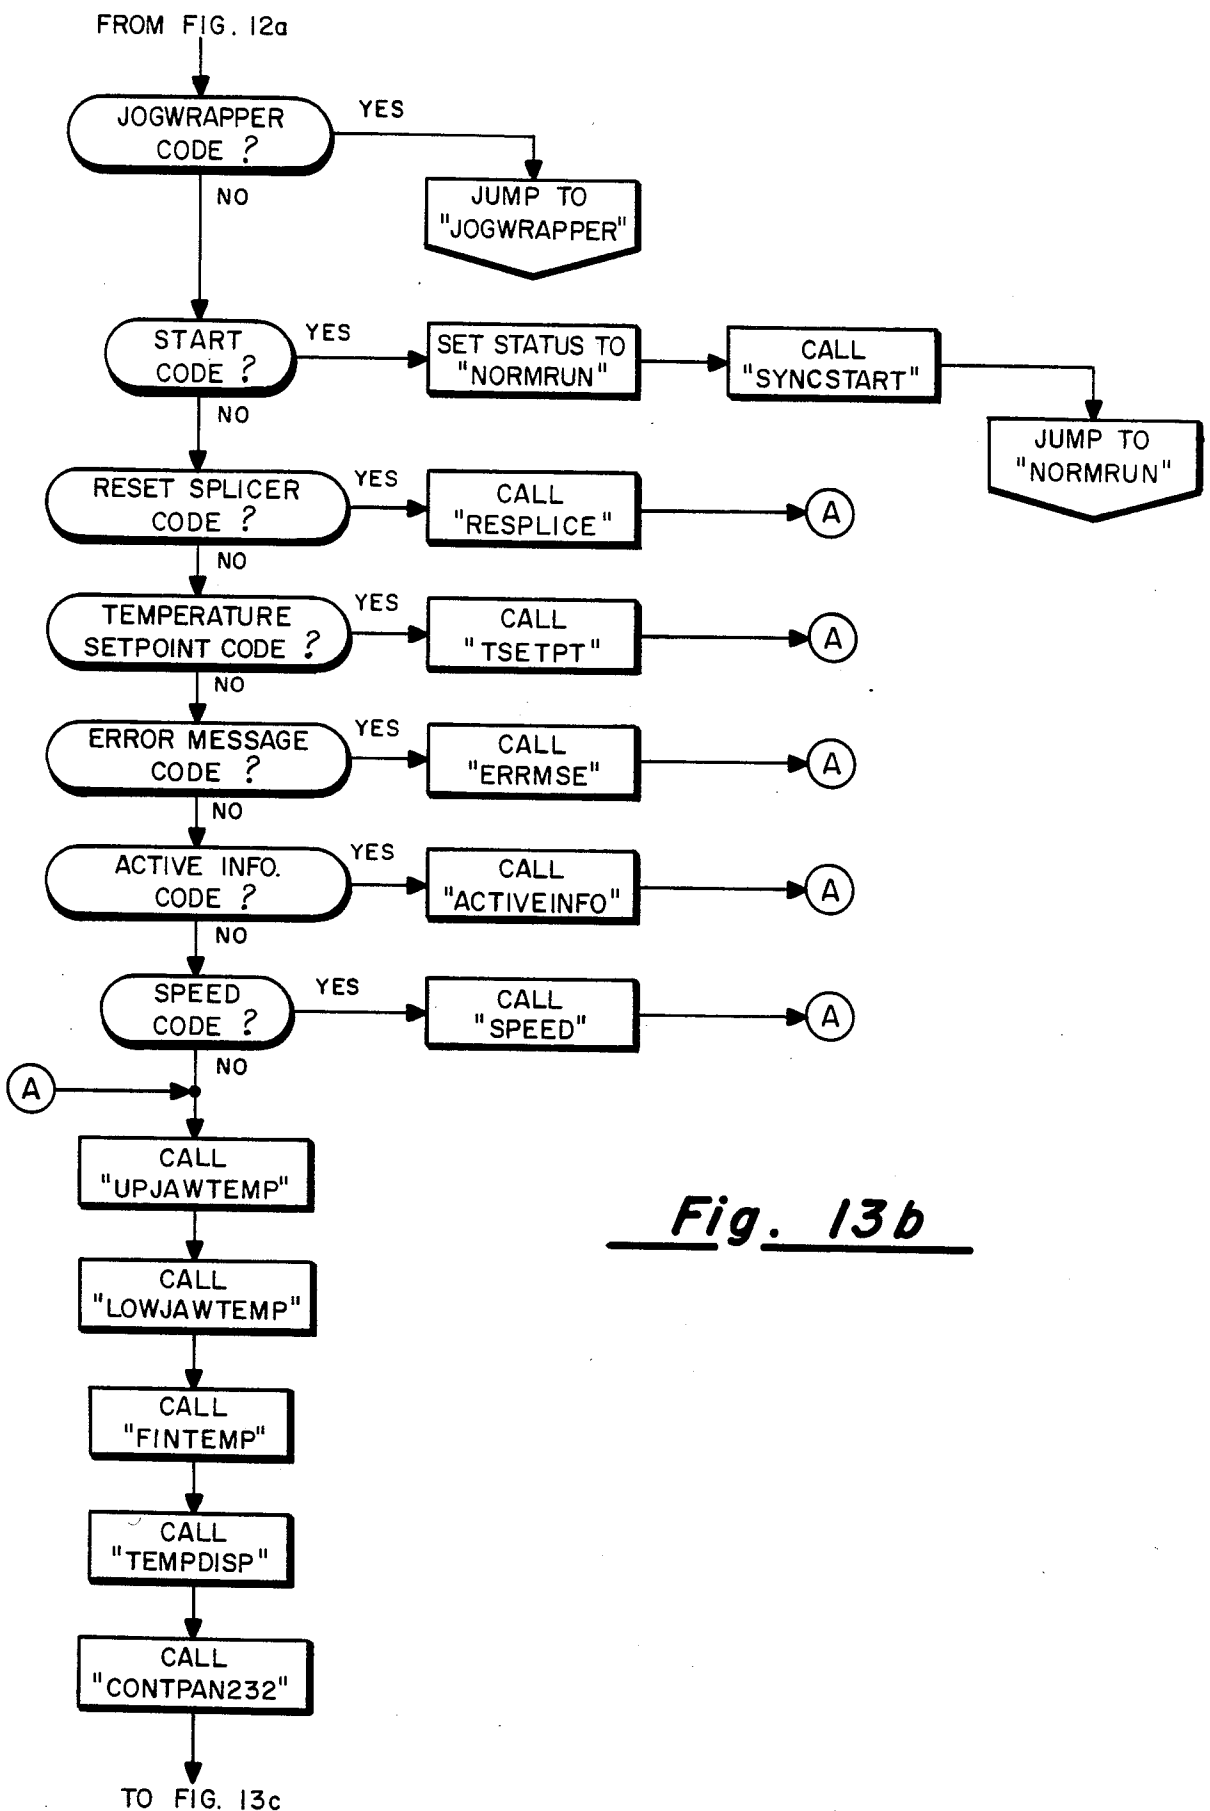 FROM FIG. 12a
JOGWRAPPER
CODE ?
YES
NO
JUMP TO
"JOGWRAPPER"
START
CODE ?
YES
NO
SET STATUS TO
"NORMRUN"
CALL
"SYNCSTART"
JUMP TO
"NORMRUN"
RESET SPLICER
CODE ?
YES
NO
CALL
"RESPLICE"
A
TEMPERATURE
SETPOINT CODE ?
YES
NO
CALL
"TSETPT"
A
ERROR MESSAGE
CODE ?
YES
NO
CALL
"ERRMSE"
A
ACTIVE INFO.
CODE ?
YES
NO
CALL
"ACTIVEINFO"
A
SPEED
CODE ?
YES
NO
CALL
"SPEED"
A
A
CALL
"UPJAWTEMP"
CALL
"LOWJAWTEMP"
CALL
"FINTEMP"
CALL
"TEMPDISP"
CALL
"CONTPAN232"
TO FIG. 13c
Fig. 13b